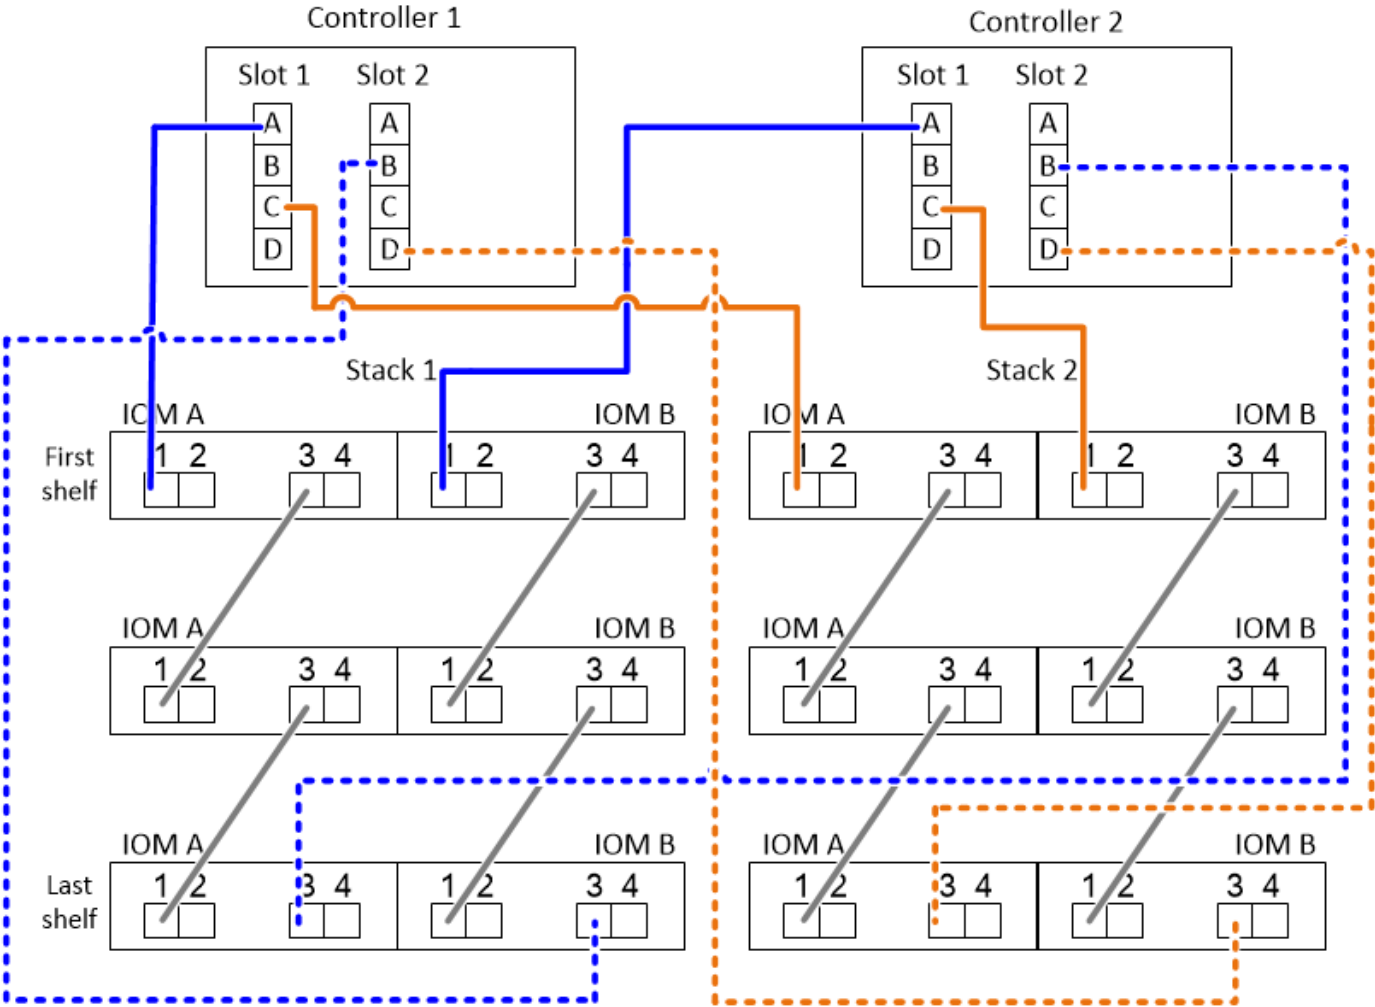 Controller 1
Controller 2
Slot 1 Slot 2
Slot 1 Slot 2
A A
B B
C C
D D
A A
B B
C C
D D
Stack 1
Stack 2
IOM A IOM B
IOM A IOM B
First shelf
1 2 3 4 1 2 3 4
1 2 3 4 1 2 3 4
IOM A IOM B
IOM A IOM B
1 2 3 4 1 2 3 4
1 2 3 4 1 2 3 4
IOM A IOM B
IOM A IOM B
Last shelf
1 2 3 4 1 2 3 4
1 2 3 4 1 2 3 4